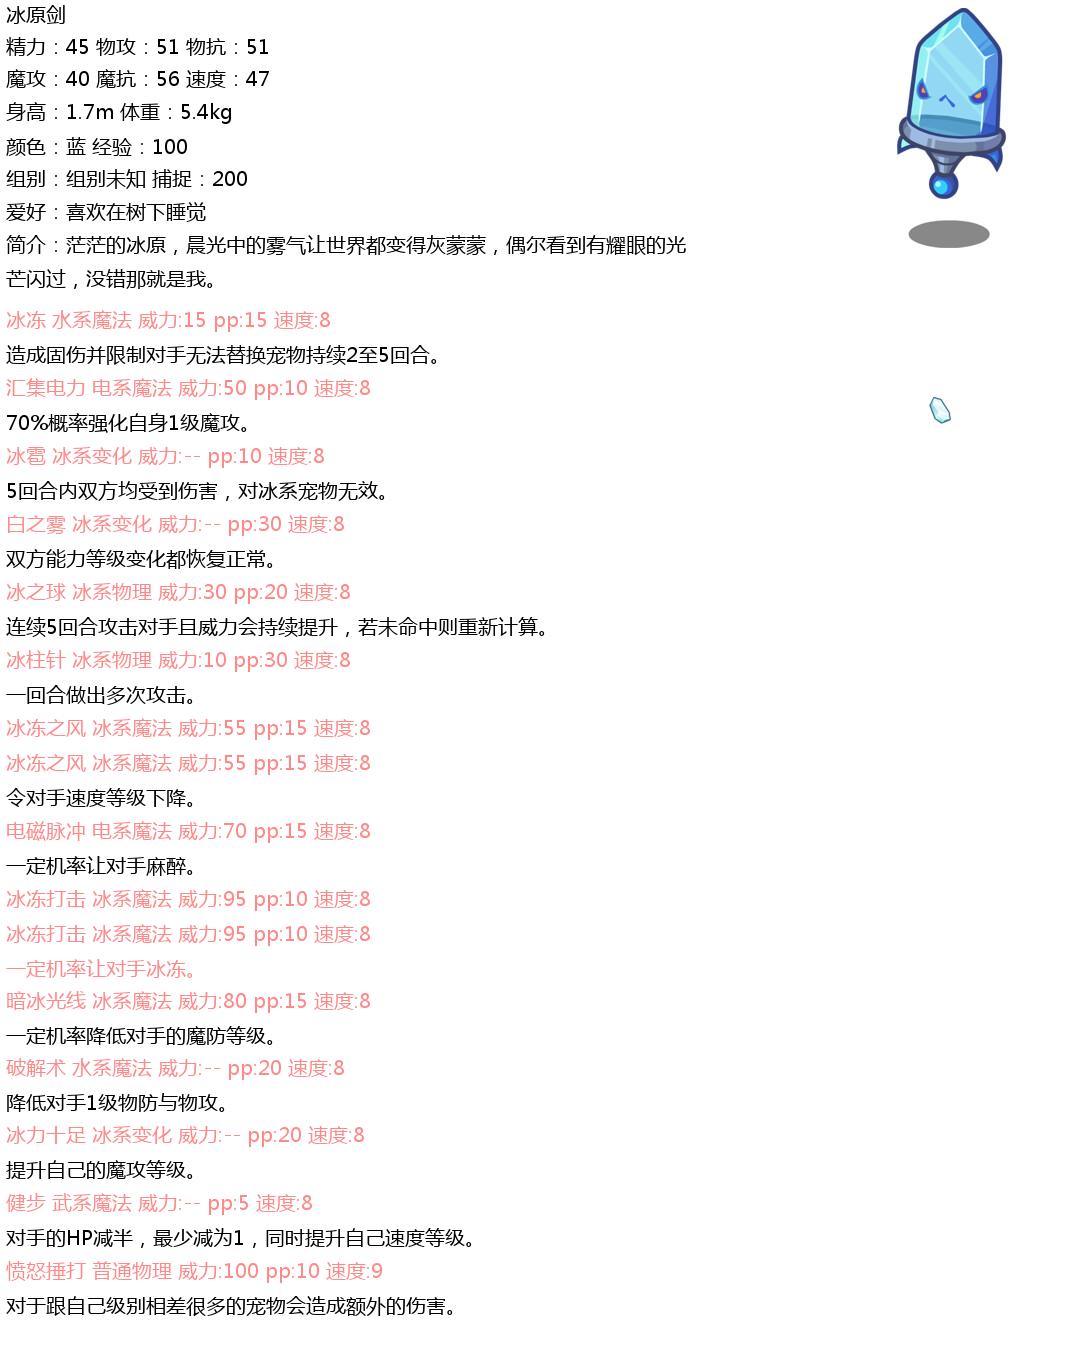 冰原剑
精力：45 物攻：51 物抗：51
魔攻：40 魔抗：56 速度：47
身高：1.7m 体重：5.4kg
颜色：蓝 经验：100
组别：组别未知 捕捉：200
爱好：喜欢在树下睡觉
简介：茫茫的冰原，晨光中的雾气让世界都变得灰蒙蒙，偶尔看到有耀眼的光
芒闪过，没错那就是我。
冰冻 水系魔法 威力:15 pp:15 速度:8
造成固伤并限制对手无法替换宠物持续2至5回合。
汇集电力 电系魔法 威力:50 pp:10 速度:8
70%概率强化自身1级魔攻。
冰雹 冰系变化 威力:-- pp:10 速度:8
5回合内双方均受到伤害，对冰系宠物无效。
白之雾 冰系变化 威力:-- pp:30 速度:8
双方能力等级变化都恢复正常。
冰之球 冰系物理 威力:30 pp:20 速度:8
连续5回合攻击对手且威力会持续提升，若未命中则重新计算。
冰柱针 冰系物理 威力:10 pp:30 速度:8
一回合做出多次攻击。
冰冻之风 冰系魔法 威力:55 pp:15 速度:8
冰冻之风 冰系魔法 威力:55 pp:15 速度:8
令对手速度等级下降。
电磁脉冲 电系魔法 威力:70 pp:15 速度:8
一定机率让对手麻醉。
冰冻打击 冰系魔法 威力:95 pp:10 速度:8
冰冻打击 冰系魔法 威力:95 pp:10 速度:8
一定机率让对手冰冻。
暗冰光线 冰系魔法 威力:80 pp:15 速度:8
一定机率降低对手的魔防等级。
破解术 水系魔法 威力:-- pp:20 速度:8
降低对手1级物防与物攻。
冰力十足 冰系变化 威力:-- pp:20 速度:8
提升自己的魔攻等级。
健步 武系魔法 威力:-- pp:5 速度:8
对手的HP减半，最少减为1，同时提升自己速度等级。
愤怒捶打 普通物理 威力:100 pp:10 速度:9
对于跟自己级别相差很多的宠物会造成额外的伤害。